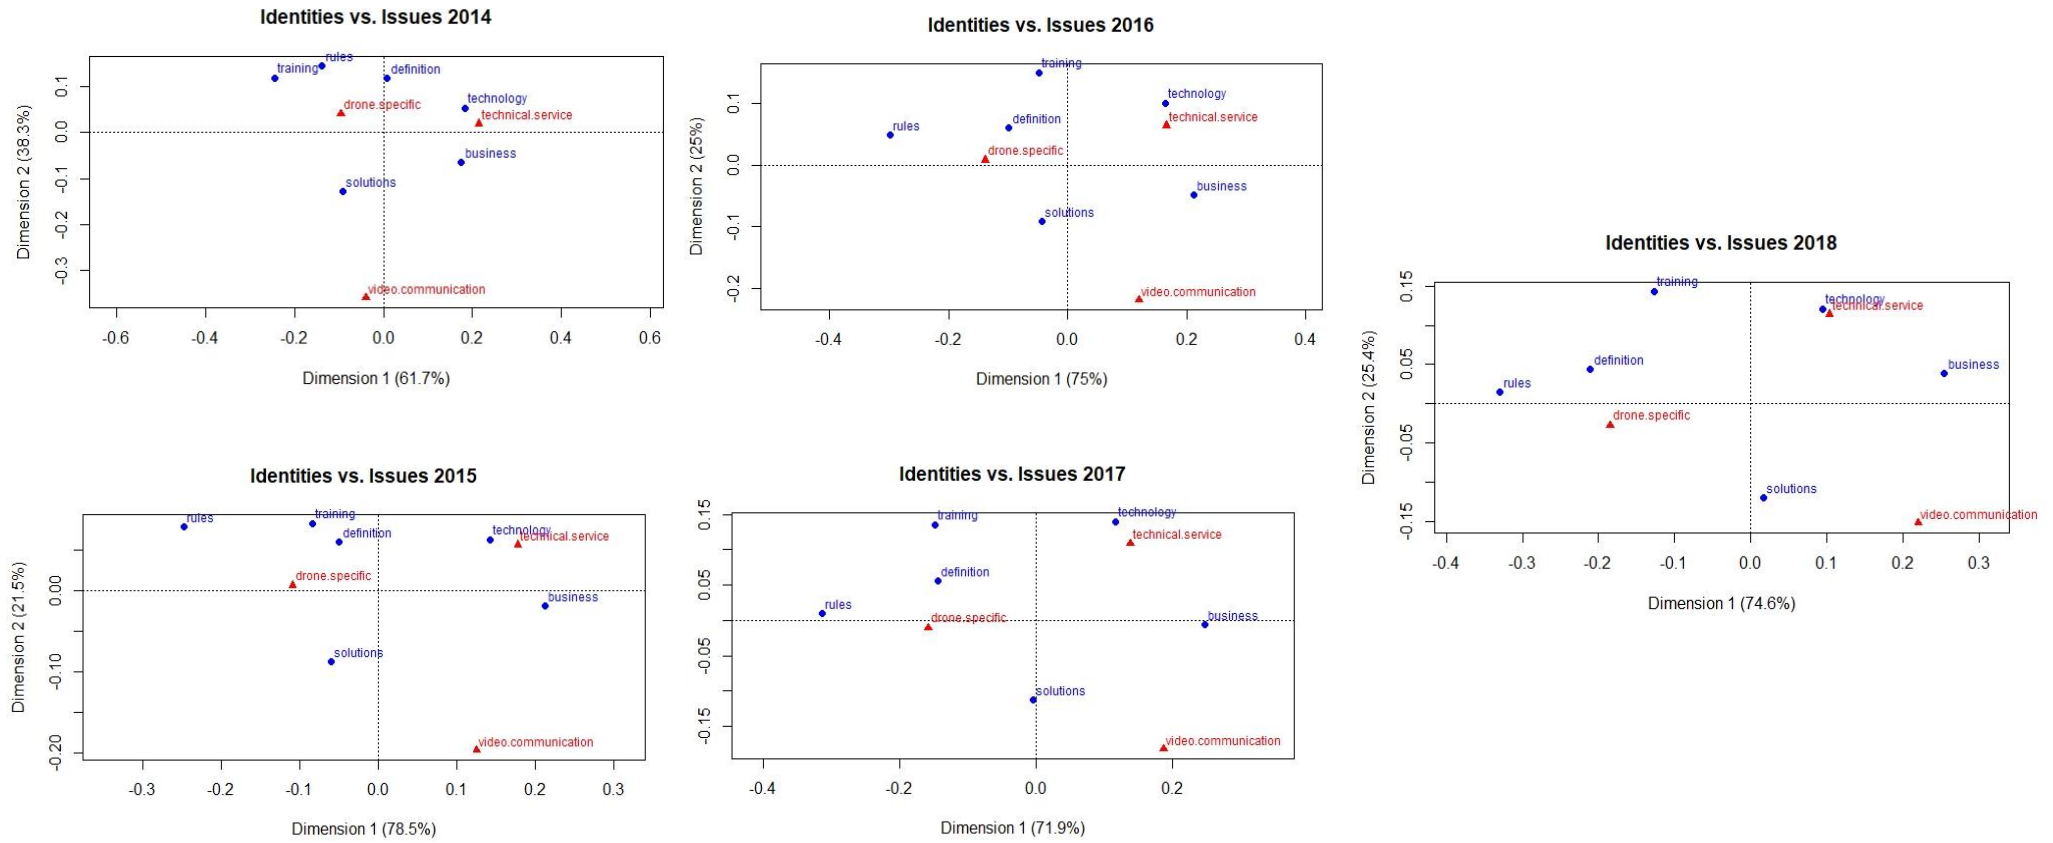 Identities vs. Issues 2014
rules
training
definition
drone.specific
technology
technical.service
business
solutions
video.communication
0.1
0.0
-0.1
-0.2
-0.3
Dimension 2 (38.3%)
-0.6
-0.4
-0.2
0.0
0.2
0.4
0.6
Dimension 1 (61.7%)
Identities vs. Issues 2016
training
technology
technical.service
definition
rules
drone.specific
business
solutions
video.communication
0.1
0.0
-0.1
-0.2
Dimension 2 (25%)
-0.4
-0.2
0.0
0.2
0.4
Dimension 1 (75%)
Identities vs. Issues 2018
training
technology
technical.service
definition
business
rules
drone.specific
solutions
video.communication
0.15
0.05
-0.05
-0.15
Dimension 2 (25.4%)
-0.4
-0.3
-0.2
-0.1
0.0
0.1
0.2
0.3
Dimension 1 (74.6%)
Identities vs. Issues 2015
rules
training
definition
technology
technical.service
drone.specific
business
solutions
video.communication
0.00
-0.10
-0.20
Dimension 2 (21.5%)
-0.3
-0.2
-0.1
0.0
0.1
0.2
0.3
Dimension 1 (78.5%)
Identities vs. Issues 2017
training
technology
technical.service
definition
rules
drone.specific
business
solutions
video.communication
0.15
0.05
-0.05
-0.15
-0.4
-0.2
0.0
0.2
Dimension 1 (71.9%)